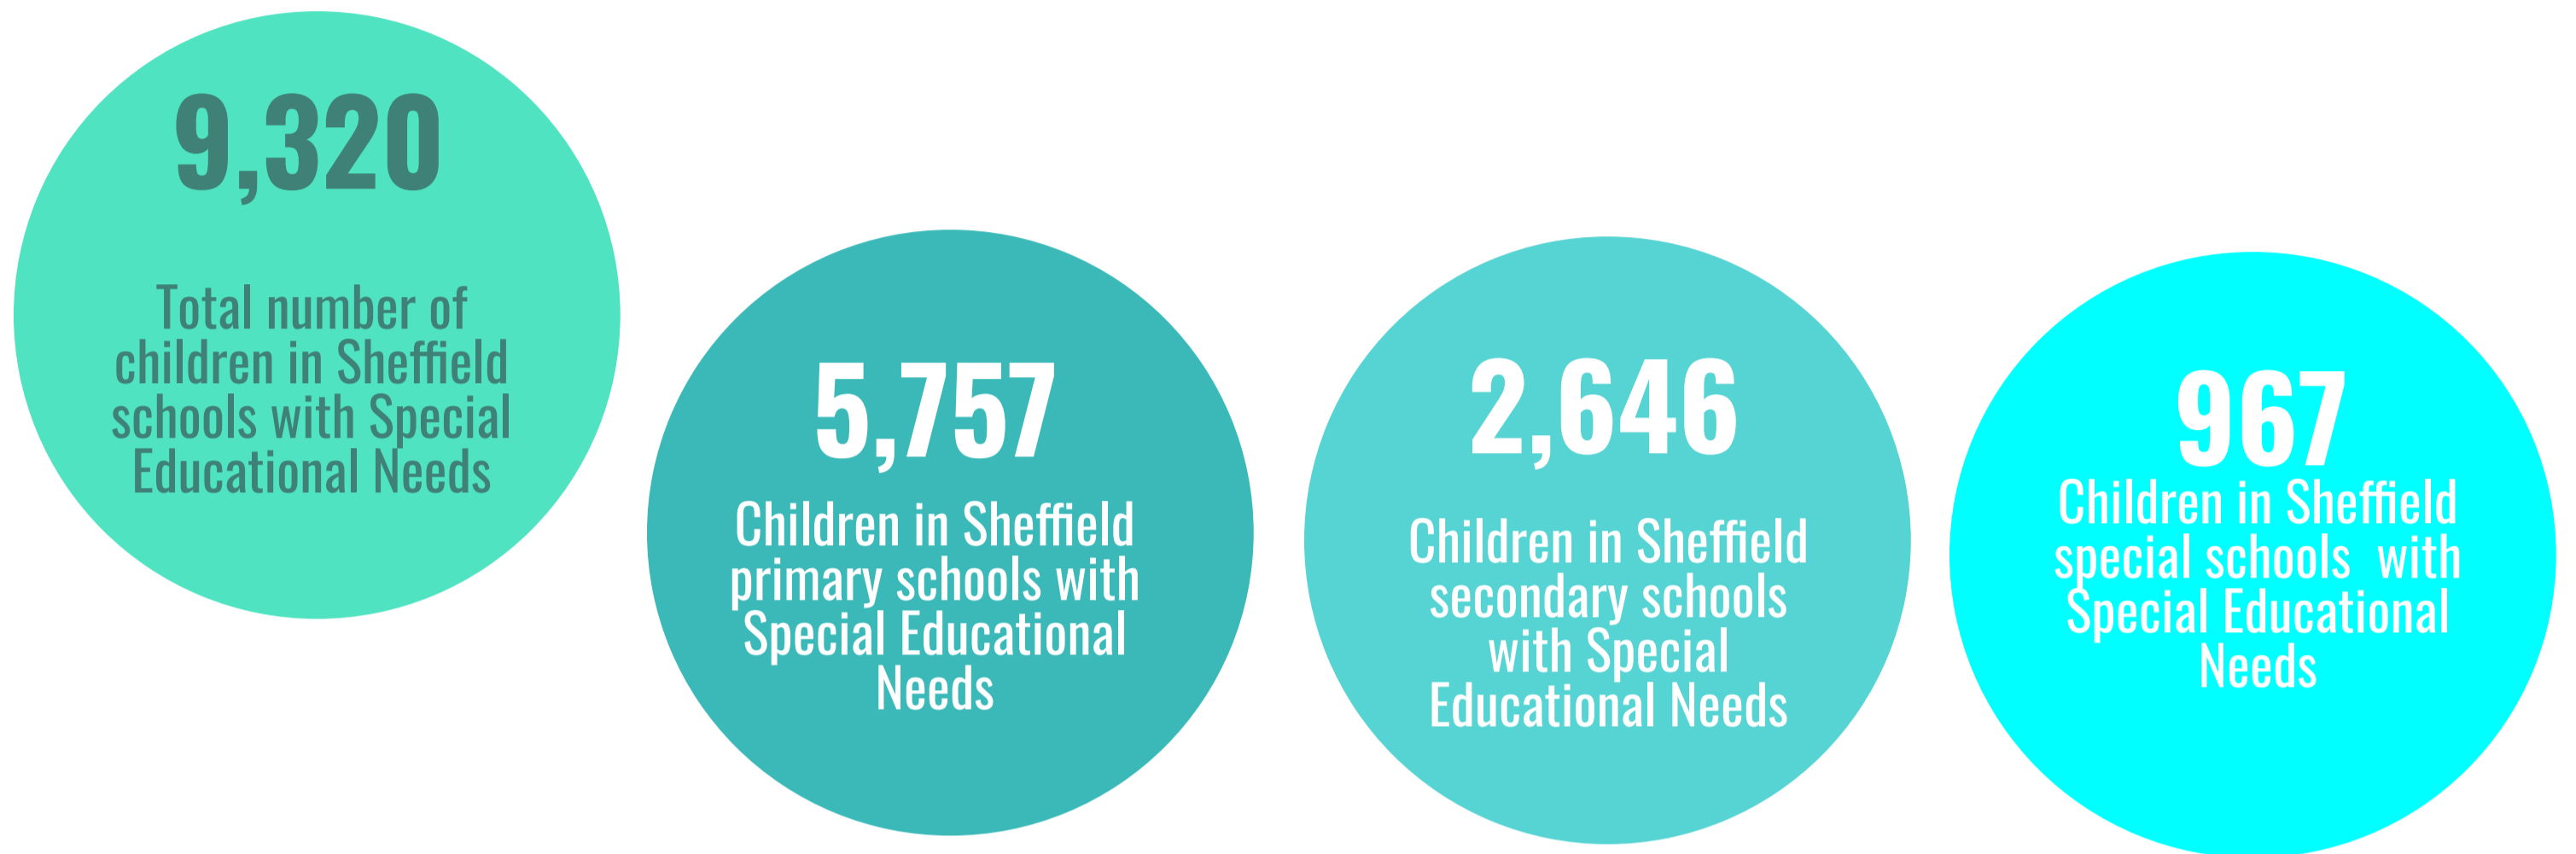 9,320
Total number of
children in Sheffield
schools with Special
Educational Needs
5,757
Children in Sheffield
primary schools with
Special Educational
Needs
2,646
Children in Sheffield
secondary schools
with Special
Educational Needs
967
Children in Sheffield
special schools  with
Special Educational
Needs